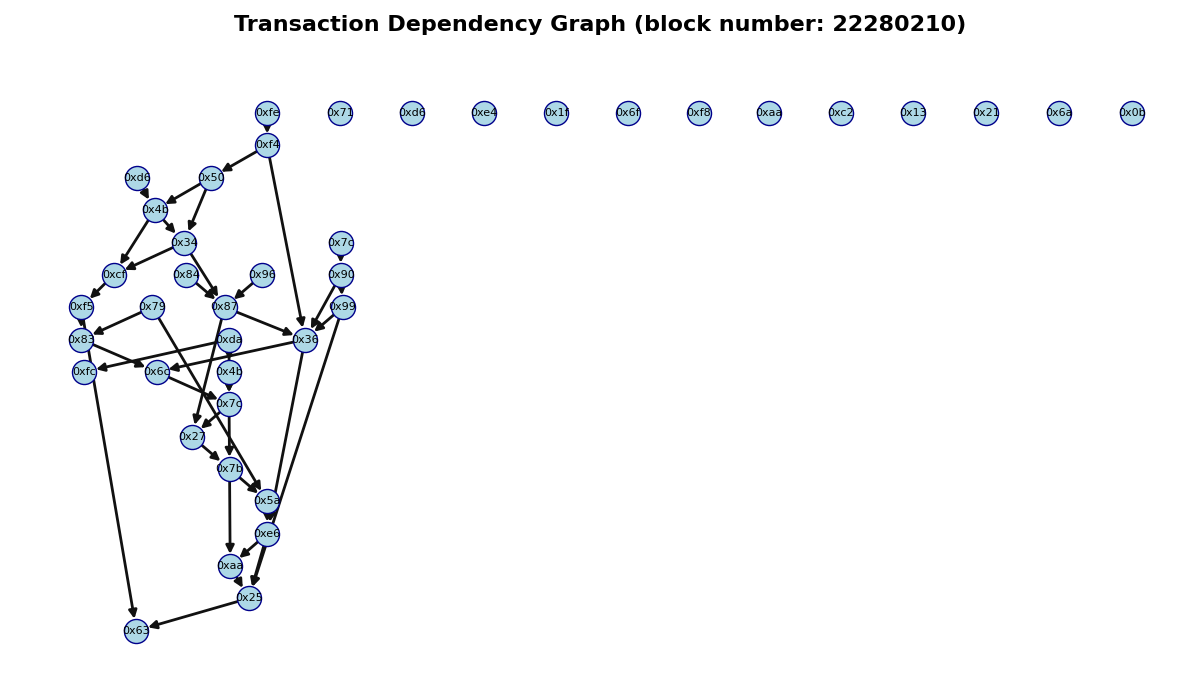 Transaction Dependency Graph (block number: 22280210)
0xfe 0x71 0xd6 0xe4 0x1f 0x6f 0xf8 0xaa 0xc2 0x13 0x21 0x6a 0x0b
0xf4
0xd6 0x50
0x4b
0x34 0x7c
0xcf 0x84 0x96 0x90
0xf5 0x79 0x87 0x99
0x83 0xda 0x36
0xfc 0x6c 0x4b
0x7c
0x27
0x7b
0x5a
0xe6
0xaa
0x25
0x63